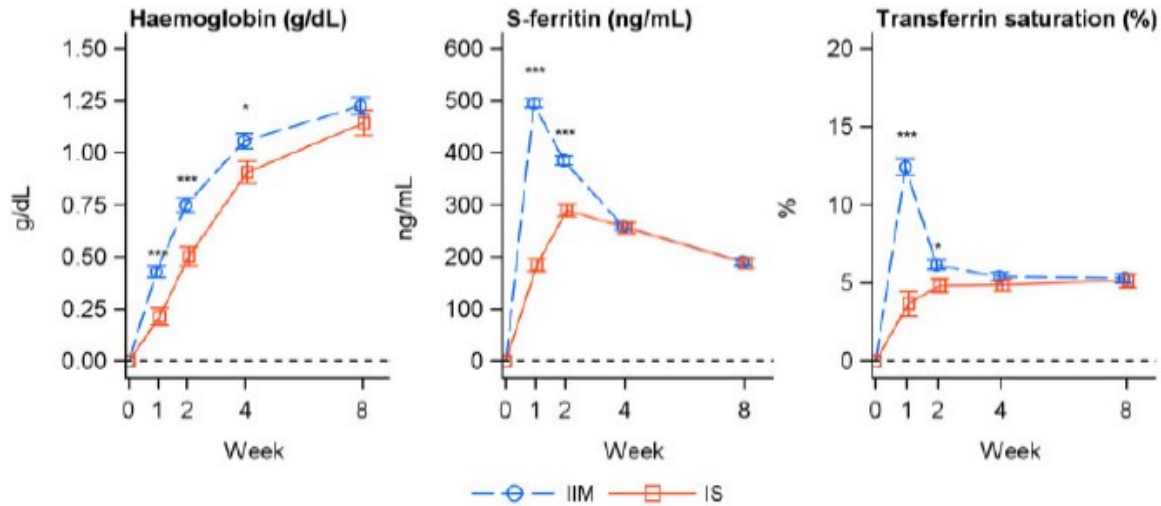 Haemoglobin (g/dL)
S-ferritin (ng/mL)
Transferrin saturation (%)
g/dL
1.50
1.25
1.00
0.75
0.50
0.25
0.00
***
***
*
0 1 2 4 8
Week
ng/mL
600
500
400
300
200
100
0
***
***
0 1 2 4 8
Week
%
20
15
10
5
0
***
*
0 1 2 4 8
Week
IIM IS